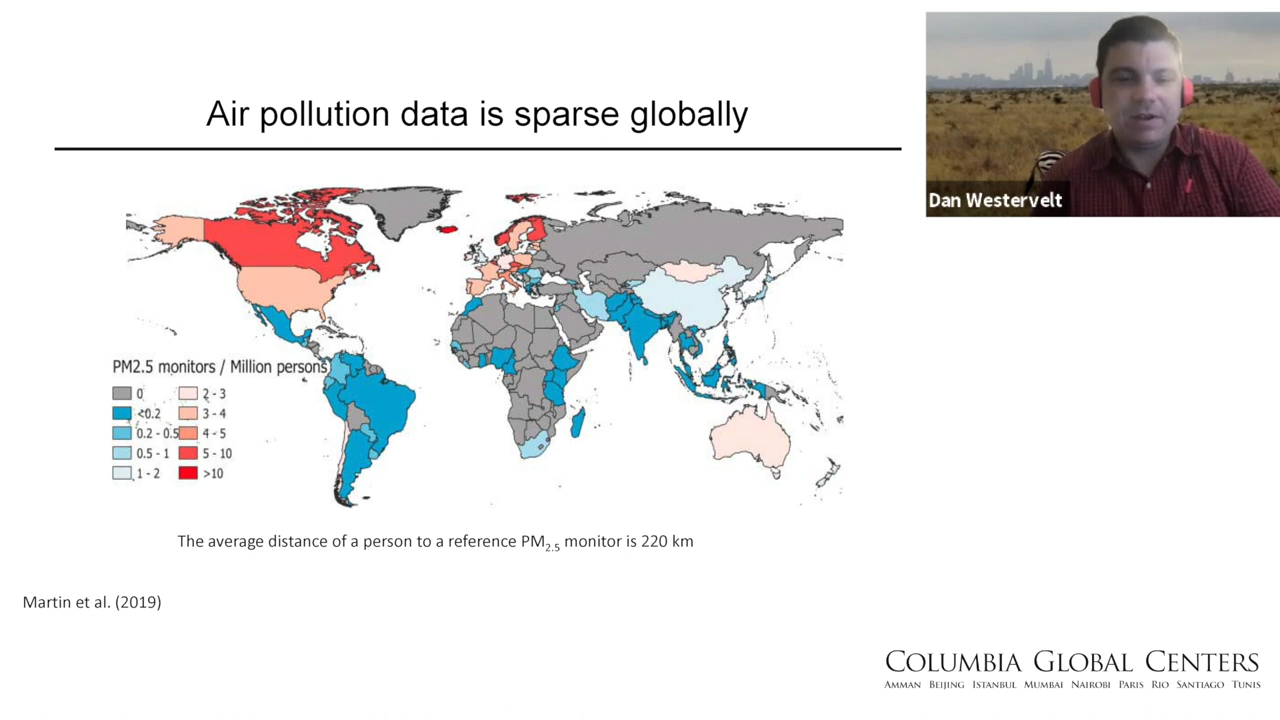 Air pollution data is sparse globally
Dan Westervelt
PM2.5 monitors / Million persons
0
<0.2
0.2 - 0.5
0.5 - 1
1 - 2
2 - 3
3 - 4
4 - 5
5 - 10
>10
The average distance of a person to a reference PM2.5 monitor is 220 km
Martin et al. (2019)
COLUMBIA GLOBAL CENTERS
AMMAN BEIJING ISTANBUL MUMBAI NAIROBI PARIS RIO SANTIAGO TUNIS